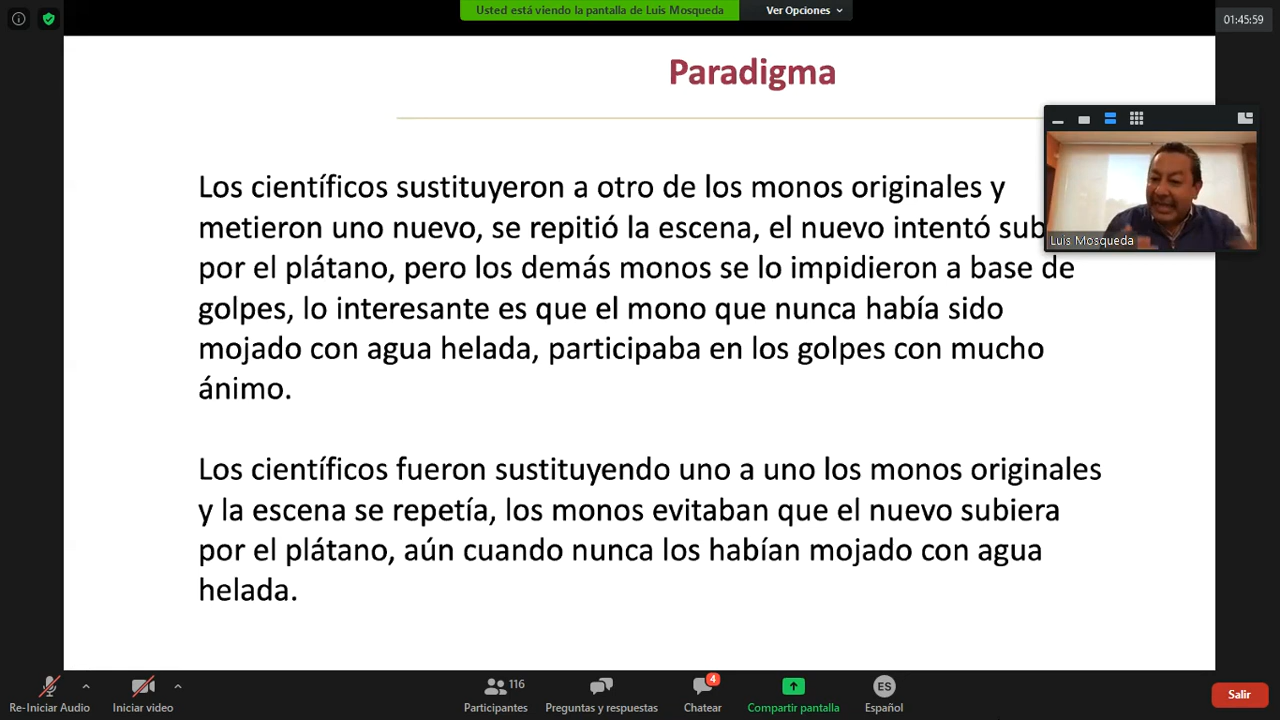 Usted está viendo la pantalla de Luis Mosqueda
Ver Opciones
01:45:59
Paradigma
Los científicos sustituyeron a otro de los monos originales y
metieron uno nuevo, se repitió la escena, el nuevo intentó
por el plátano, pero los demás monos se lo impidieron a base de
golpes, lo interesante es que el mono que nunca había sido
mojado con agua helada, participaba en los golpes con mucho
ánimo.
Los científicos fueron sustituyendo uno a uno los monos originales
y la escena se repetía, los monos evitaban que el nuevo subiera
por el plátano, aún cuando nunca los habían mojado con agua
helada.
Luis Mosqueda
Re-Iniciar Audio
Iniciar video
116
Participantes
Preguntas y respuestas
4
Chatear
Compartir pantalla
ES
Español
Salir